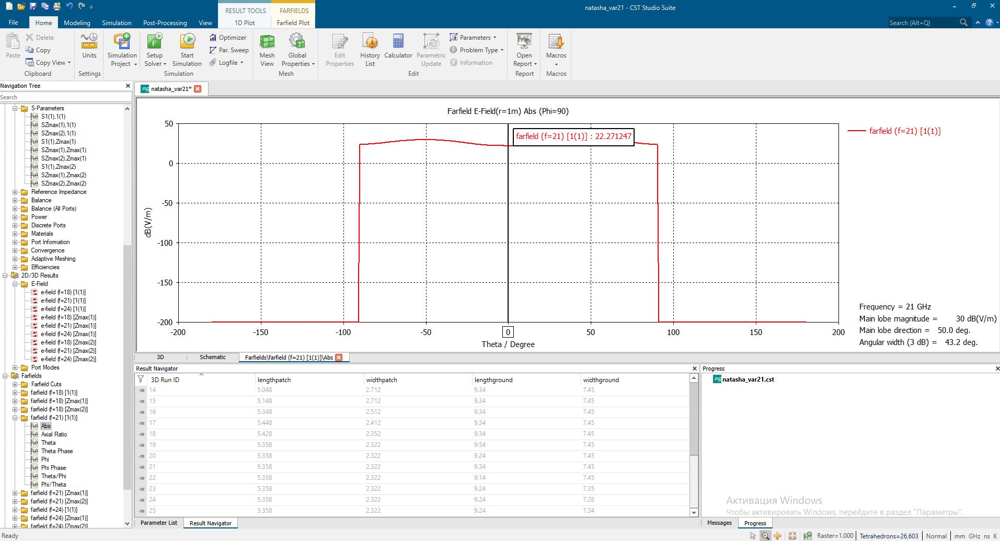 RESULT TOOLS
FARFIELDS
natasha_var21 - CST Studio Suite
File
Home
Modeling
Simulation
Post-Processing
View
1D Plot
Farfield Plot
Search (Alt+Q)
Paste
Delete
Copy
Copy View
Clipboard
Units
Settings
Simulation Project
Setup Solver
Start Simulation
Optimizer
Par. Sweep
Logfile
Simulation
Mesh View
Global Properties
Mesh
Edit Properties
History List
Calculator
Parametric Update
Parameters
Problem Type
Information
Edit
Open Report
Report
Macros
Macros
Navigation Tree
Search
S-Parameters
S1(1),1(1)
SZmax(1),1(1)
SZmax(2),1(1)
S1(1),Zmax(1)
SZmax(1),Zmax(1)
SZmax(2),Zmax(1)
S1(1),Zmax(2)
SZmax(1),Zmax(2)
SZmax(2),Zmax(2)
Reference Impedance
Balance
Balance (All Ports)
Power
Discrete Ports
Materials
Port Information
Convergence
Adaptive Meshing
Efficiencies
2D/3D Results
E-Field
e-field (f=18) [1(1)]
e-field (f=21) [1(1)]
e-field (f=24) [1(1)]
e-field (f=18) [Zmax(1)]
e-field (f=21) [Zmax(1)]
e-field (f=24) [Zmax(1)]
e-field (f=18) [Zmax(2)]
e-field (f=21) [Zmax(2)]
e-field (f=24) [Zmax(2)]
Port Modes
Farfields
Farfield Cuts
farfield (f=18) [1(1)]
farfield (f=18) [Zmax(1)]
farfield (f=18) [Zmax(2)]
farfield (f=21) [1(1)]
Abs
Axial Ratio
Theta
Theta Phase
Phi
Phi Phase
Theta/Phi
Phi/Theta
farfield (f=21) [Zmax(1)]
farfield (f=21) [Zmax(2)]
farfield (f=24) [1(1)]
farfield (f=24) [Zmax(1)]
farfield (f=24) [Zmax(2)]
natasha_var21*
Farfield E-Field(r=1m) Abs (Phi=90)
50
0
-50
-100
-150
-200
dB(V/m)
-200
-150
-100
-50
0
50
100
150
200
Theta / Degree
farfield (f=21) [1(1)] : 22.271247
farfield (f=21) [1(1)]
Frequency = 21 GHz
Main lobe magnitude = 30 dB(V/m)
Main lobe direction = 50.0 deg.
Angular width (3 dB) = 43.2 deg.
3D
Schematic
Farfields\farfield (f=21) [1(1)]\Abs
Result Navigator
3D Run ID lengthpatch widthpatch lengthground widthground
14 5.048 2.712 9.34 7.45
15 5.148 2.712 9.34 7.45
16 5.348 2.512 9.34 7.45
17 5.448 2.412 9.34 7.45
18 5.428 2.352 9.34 7.45
19 5.358 2.322 9.54 7.45
20 5.358 2.322 9.24 7.45
21 5.358 2.322 9.34 7.45
22 5.358 2.322 9.14 7.45
23 5.358 2.322 9.24 7.35
24 5.358 2.322 9.24 7.28
25 5.358 2.322 9.24 7.34
Parameter List
Result Navigator
Progress
natasha_var21.cst
Активация Windows
Чтобы активировать Windows, перейдите в раздел "Параметры".
Messages
Progress
Ready
Raster=1.000
Tetrahedrons=26,603
Normal
mm GHz ns K